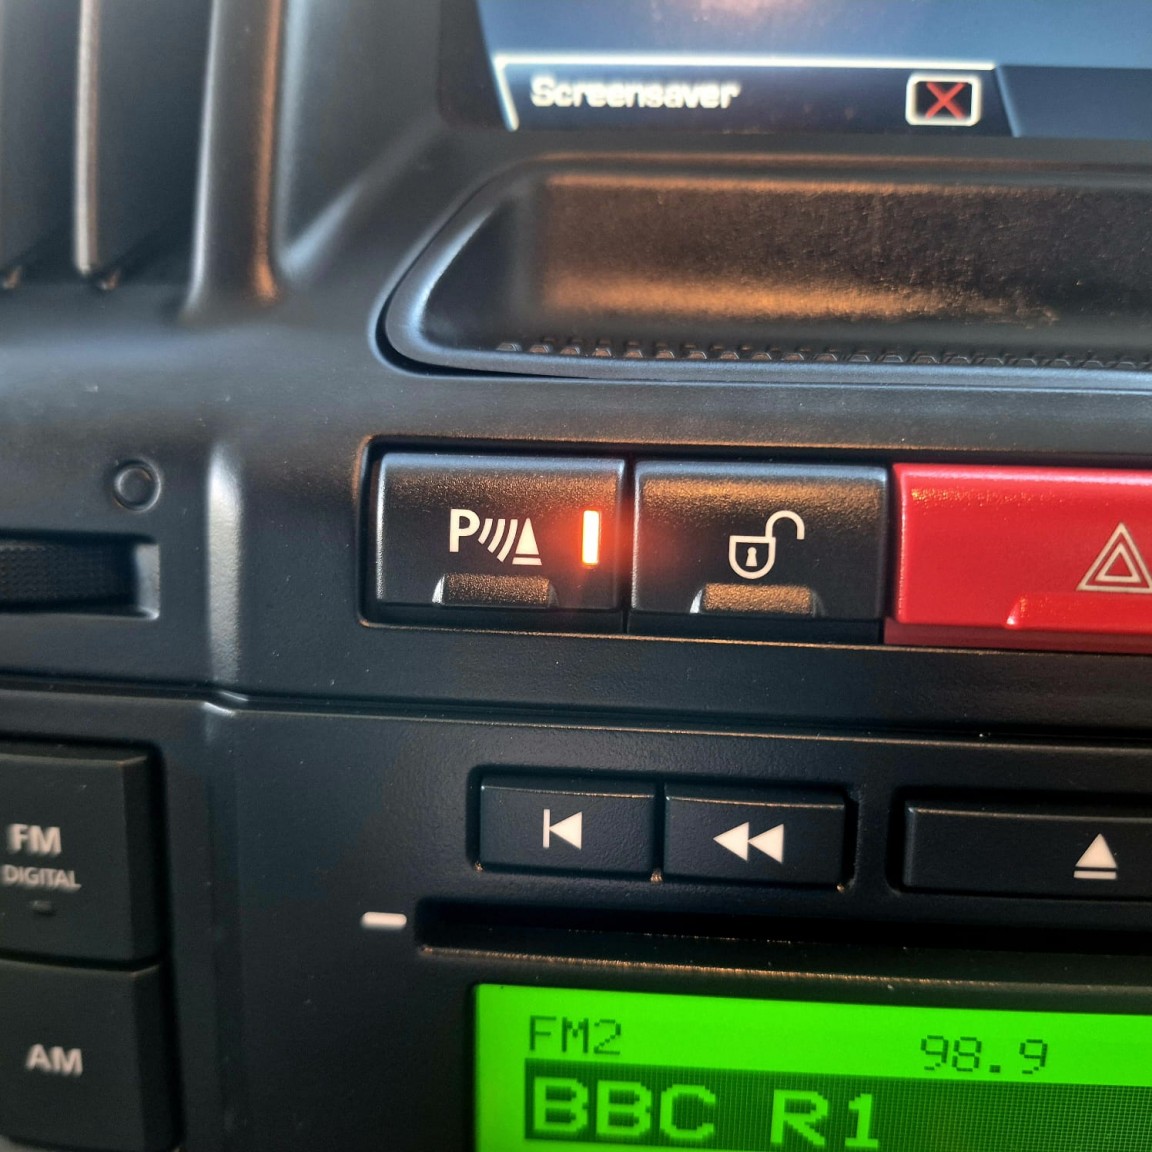 Screensaver
P
FM
DIGITAL
AM
FM2 98.9
BBC R1